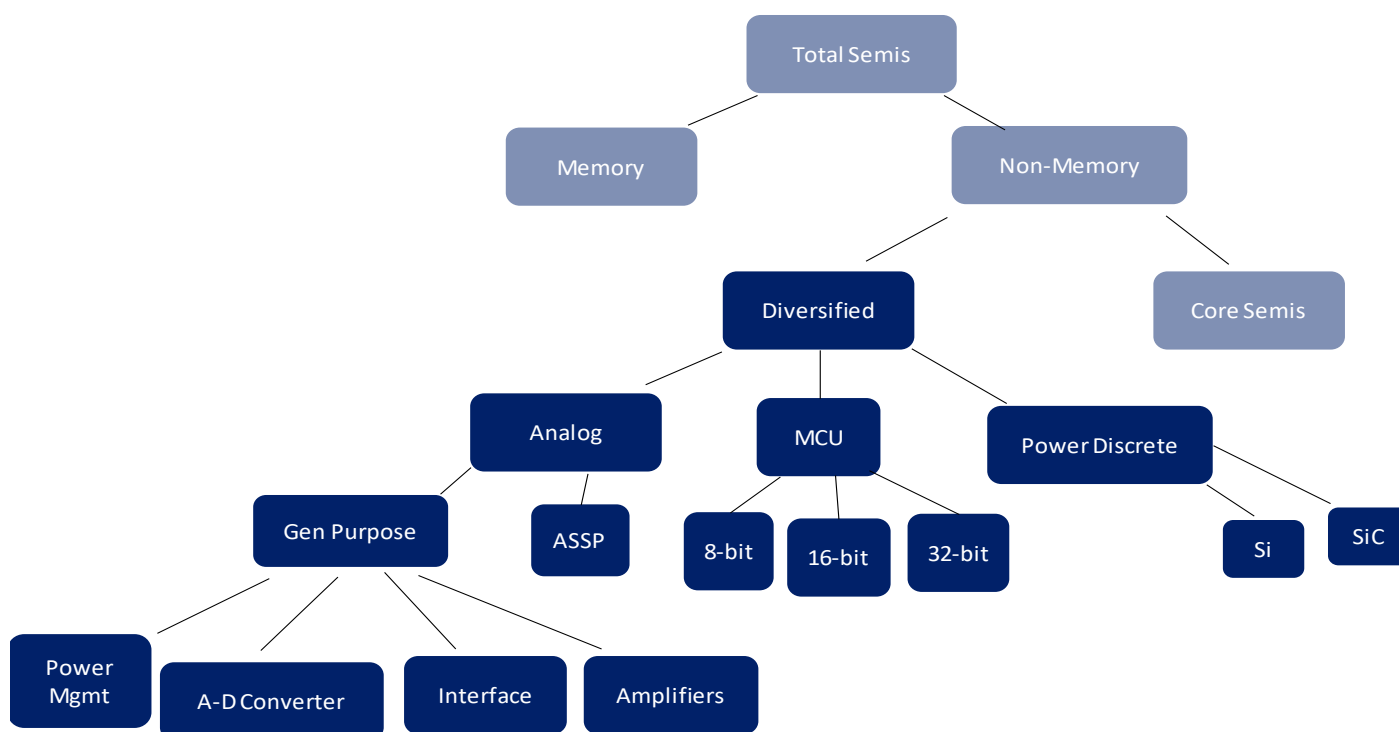 Total Semis
Memory
Non-Memory
Diversified
Core Semis
Analog
MCU
Power Discrete
Gen Purpose
ASSP
8-bit
16-bit
32-bit
Si
SiC
Power
Mgmt
A-D Converter
Interface
Amplifiers